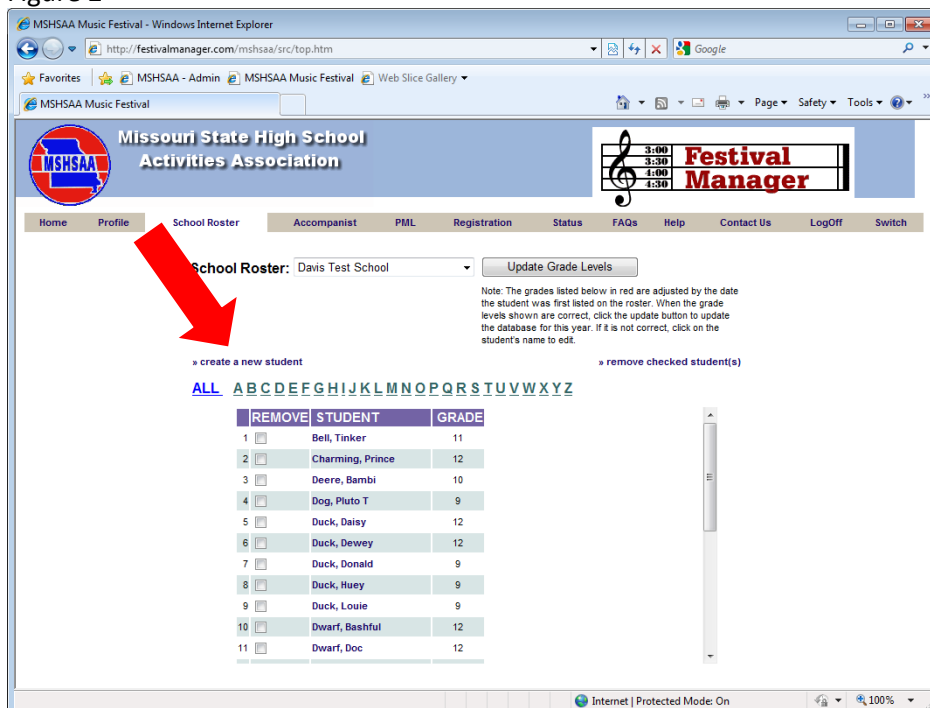 MSHSAA Music Festival - Windows Internet Explorer
http://festivalmanager.com/mshsaa/src/top.htm
Google
Favorites
MSHSAA - Admin
MSHSAA Music Festival
Web Slice Gallery
MSHSAA Music Festival
Page
Safety
Tools
»
MSHSAA
Missouri State High School
Activities Association
3:00
3:30
4:00
4:30
Festival
Manager
Home Profile School Roster Accompanist PML Registration Status FAQs Help Contact Us LogOff Switch
School Roster: Davis Test School Update Grade Levels
Note: The grades listed below in red are adjusted by the date
the student was first listed on the roster. When the grade
levels shown are correct, click the update button to update
the database for this year. If it is not correct, click on the
student's name to edit.
» create a new student
» remove checked student(s)
ALL A B C D E F G H I J K L M N O P Q R S T U V W X Y Z
REMOVE STUDENT GRADE
1 Bell, Tinker 11
2 Charming, Prince 12
3 Deere, Bambi 10
4 Dog, Pluto T 9
5 Duck, Daisy 12
6 Duck, Dewey 12
7 Duck, Donald 9
8 Duck, Huey 9
9 Duck, Louie 9
10 Dwarf, Bashful 12
11 Dwarf, Doc 12
Internet | Protected Mode: On 100%